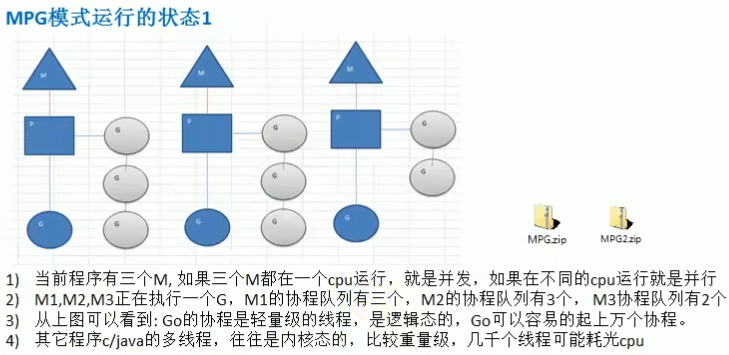 MPG模式运行的状态1
M M M
P G P G P G
G G G
G G G G G
MPG.zip MPG2.zip
1) 当前程序有三个M, 如果三个M都在一个cpu运行，就是并发，如果在不同的cpu运行就是并行
2) M1,M2,M3正在执行一个G，M1的协程队列有三个，M2的协程队列有3个， M3协程队列有2个
3) 从上图可以看到: Go的协程是轻量级的线程，是逻辑态的，Go可以容易的起上万个协程。
4) 其它程序c/java的多线程，往往是内核态的，比较重量级，几千个线程可能耗光cpu